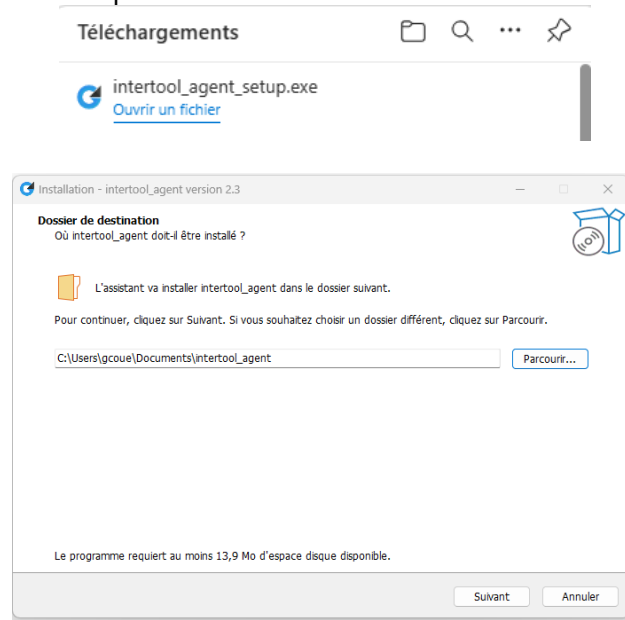 Téléchargements
intertool_agent_setup.exe
Ouvrir un fichier
Installation - intertool_agent version 2.3
Dossier de destination
Où intertool_agent doit-il être installé ?
L'assistant va installer intertool_agent dans le dossier suivant.
Pour continuer, cliquez sur Suivant. Si vous souhaitez choisir un dossier différent, cliquez sur Parcourir.
C:\Users\gcoue\Documents\intertool_agent
Parcourir...
Le programme requiert au moins 13,9 Mo d'espace disque disponible.
Suivant Annuler